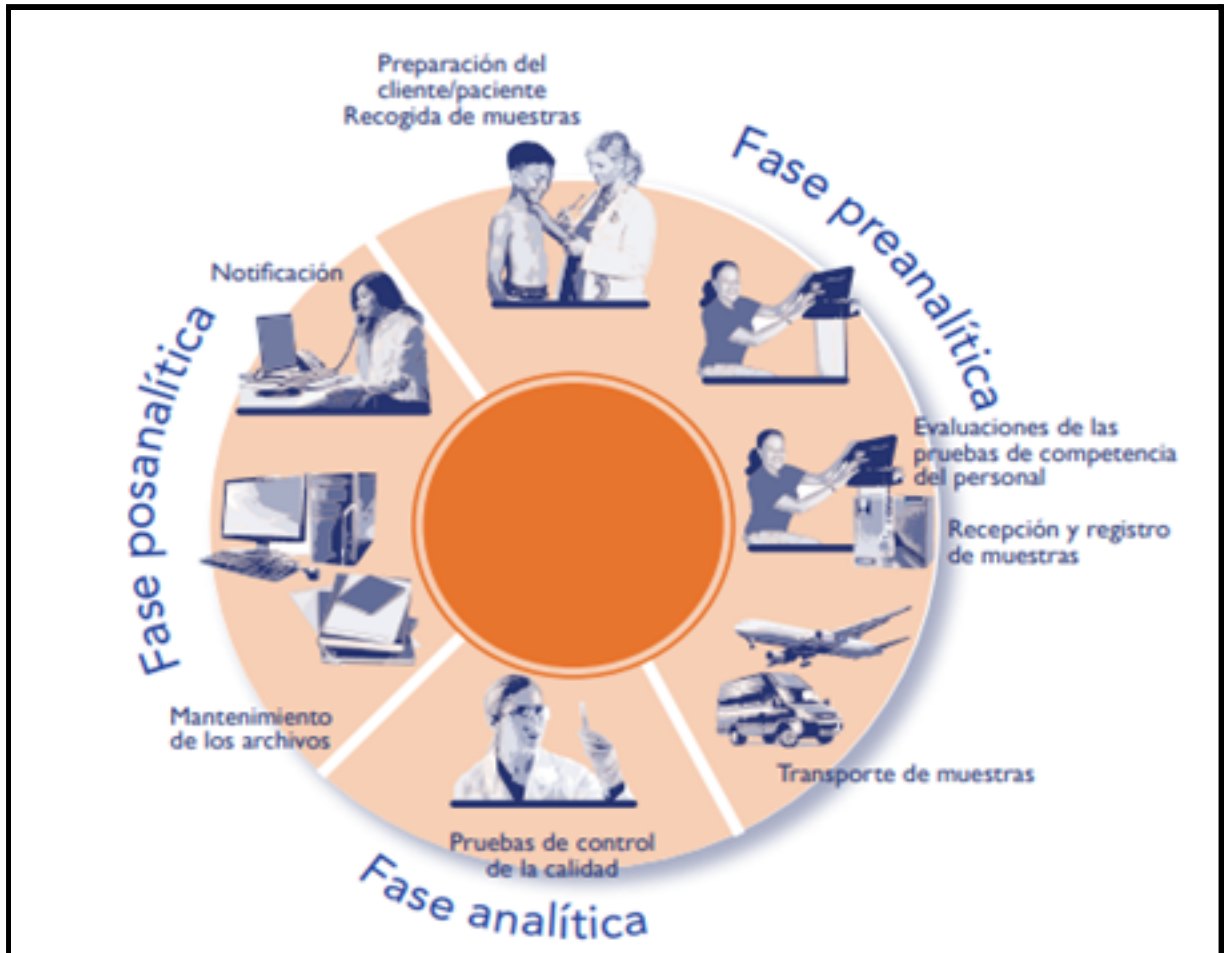 Preparación del
cliente/paciente
Recogida de muestras
Fase preanalítica
Evaluaciones de las
pruebas de competencia
del personal
Recepción y registro
de muestras
Transporte de muestras
Pruebas de control
de la calidad
Fase analítica
Mantenimiento
de los archivos
Fase posanalítica
Notificación